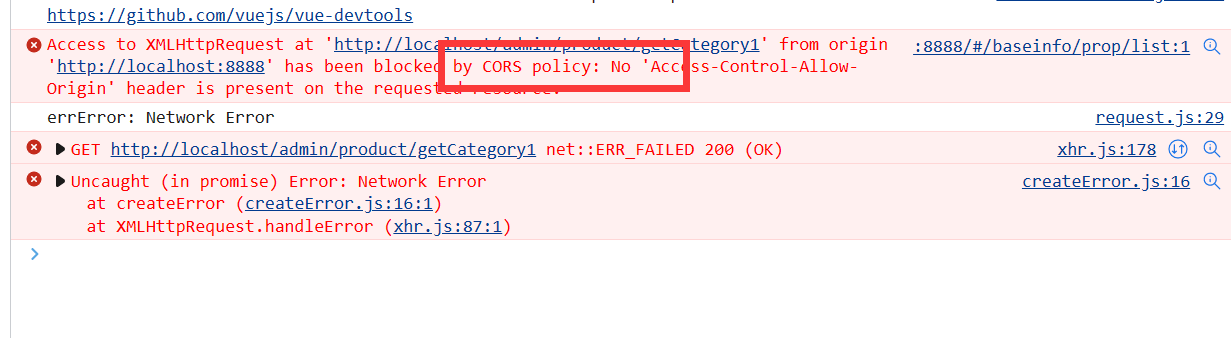 https://github.com/vuejs/vue-devtools
Access to XMLHttpRequest at 'http://localhost/admin/product/getCategory1' from origin :8888/#/baseinfo/prop/list:1
'http://localhost:8888' has been blocked by CORS policy: No 'Access-Control-Allow-
Origin' header is present on the requested resource.
errError: Network Error request.js:29
GET http://localhost/admin/product/getCategory1 net::ERR_FAILED 200 (OK) xhr.js:178
Uncaught (in promise) Error: Network Error createError.js:16
at createError (createError.js:16:1)
at XMLHttpRequest.handleError (xhr.js:87:1)